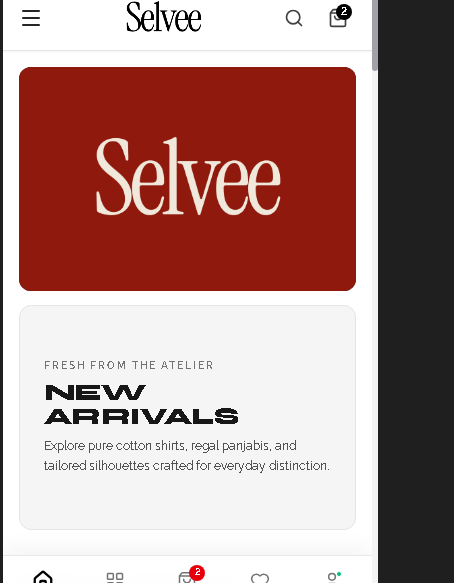 Selvee
2
Selvee
FRESH FROM THE ATELIER
NEW
ARRIVALS
Explore pure cotton shirts, regal panjabis, and
tailored silhouettes crafted for everyday distinction.
2